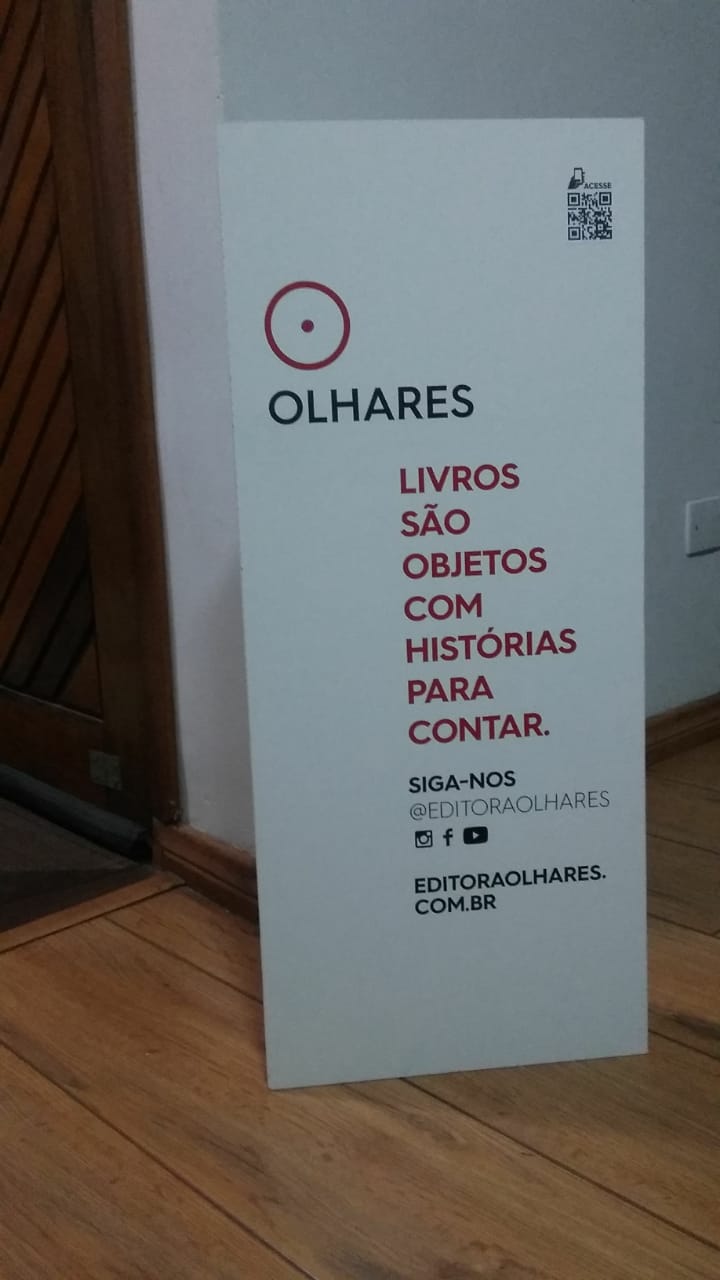 ACESSE
OLHARES
LIVROS
SÃO
OBJETOS
COM
HISTÓRIAS
PARA
CONTAR.
SIGA-NOS
@EDITORAOLHARES
EDITORAOLHARES.
COM.BR